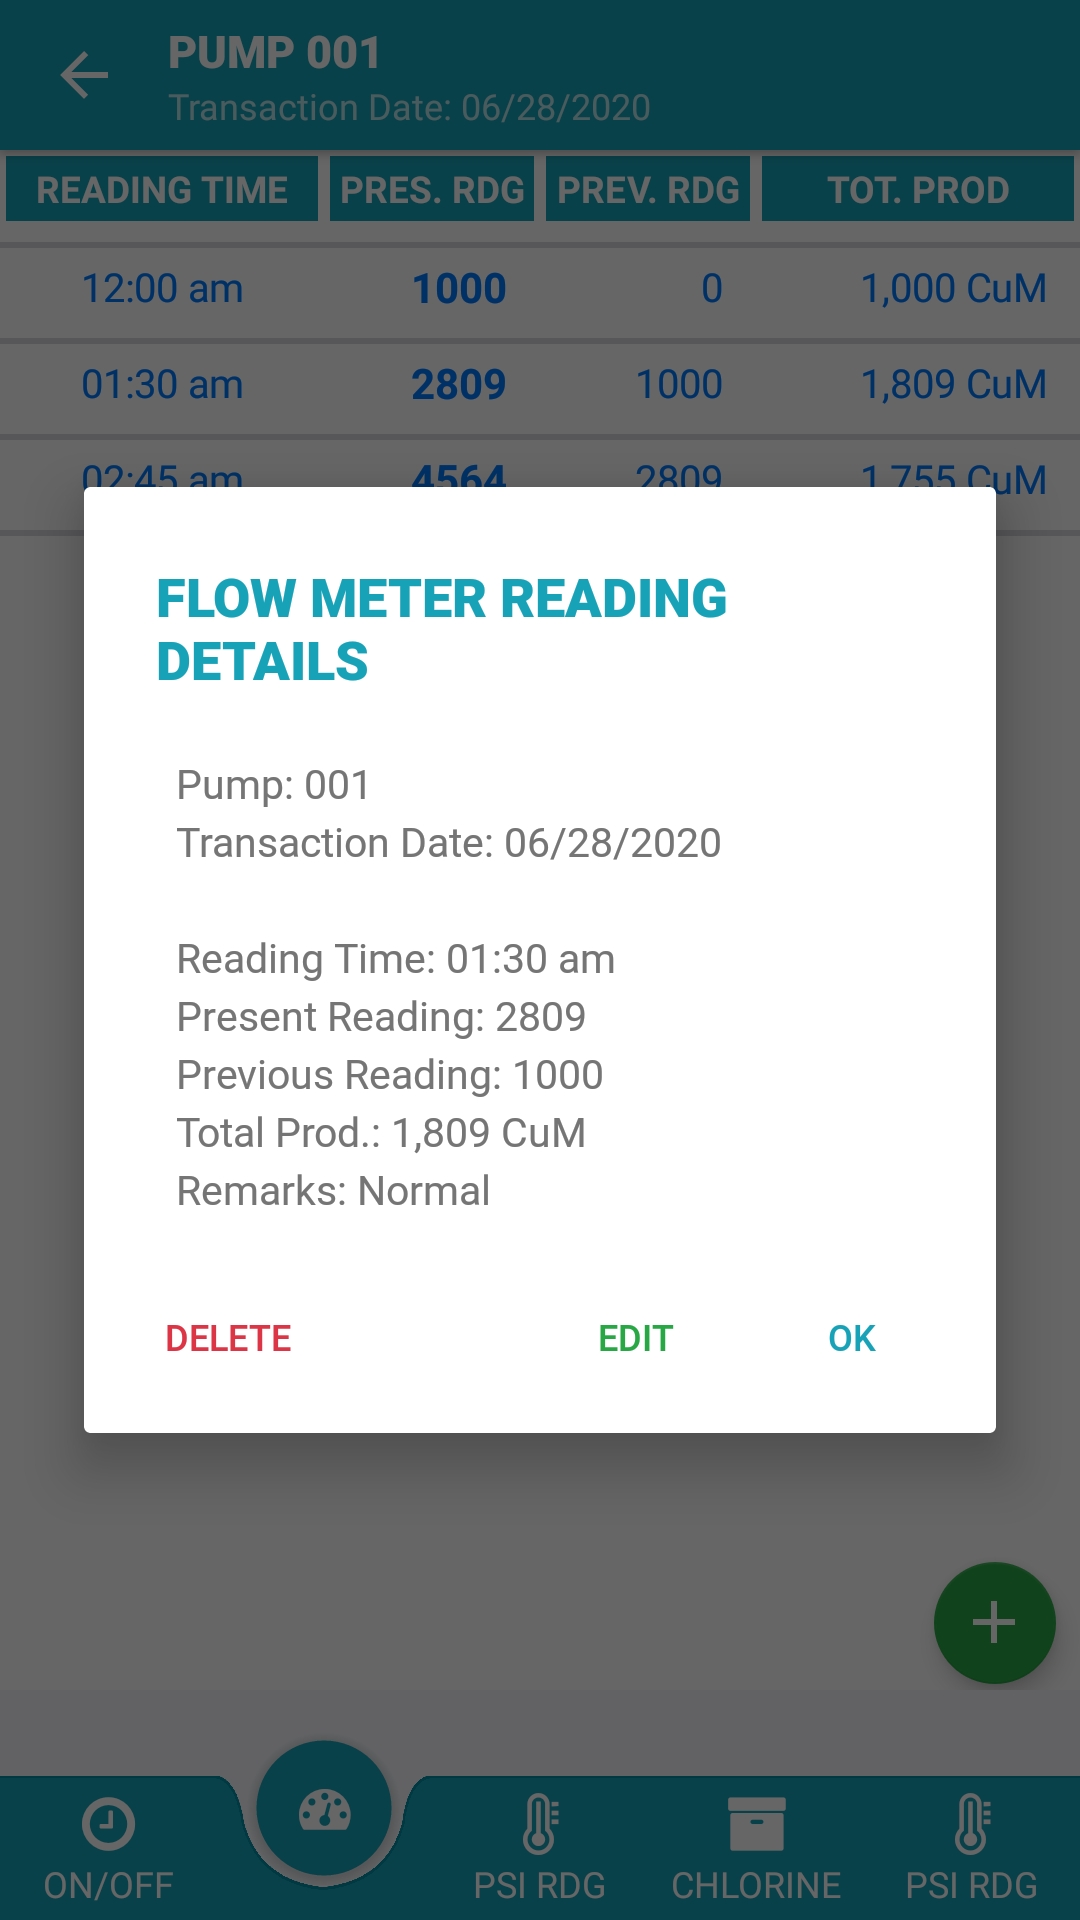 PUMP 001
Transaction Date: 06/28/2020
READING TIME PRES. RDG PREV. RDG TOT. PROD
12:00 am 1000 0 1,000 CuM
01:30 am 2809 1000 1,809 CuM
02:45 am 4564 2809 1,755 CuM
FLOW METER READING
DETAILS
Pump: 001
Transaction Date: 06/28/2020
Reading Time: 01:30 am
Present Reading: 2809
Previous Reading: 1000
Total Prod.: 1,809 CuM
Remarks: Normal
DELETE EDIT OK
ON/OFF PSI RDG CHLORINE PSI RDG